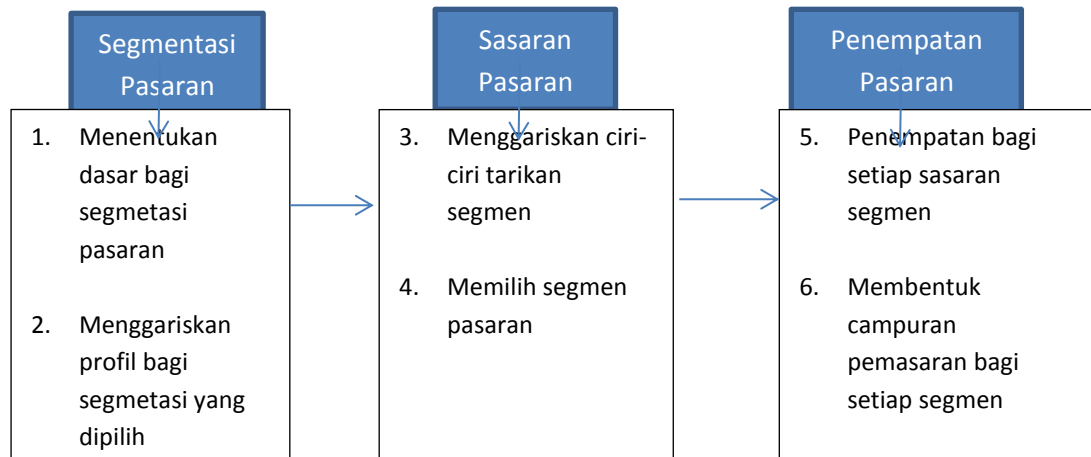 Segmentasi
Pasaran
1. Menentukan
dasar bagi
segmetasi
pasaran
2. Menggariskan
profil bagi
segmetasi yang
dipilih
Sasaran
Pasaran
3. Menggariskan ciri-
ciri tarikan
segmen
4. Memilih segmen
pasaran
Penempatan
Pasaran
5. Penempatan bagi
setiap sasaran
segmen
6. Membentuk
campuran
pemasaran bagi
setiap segmen